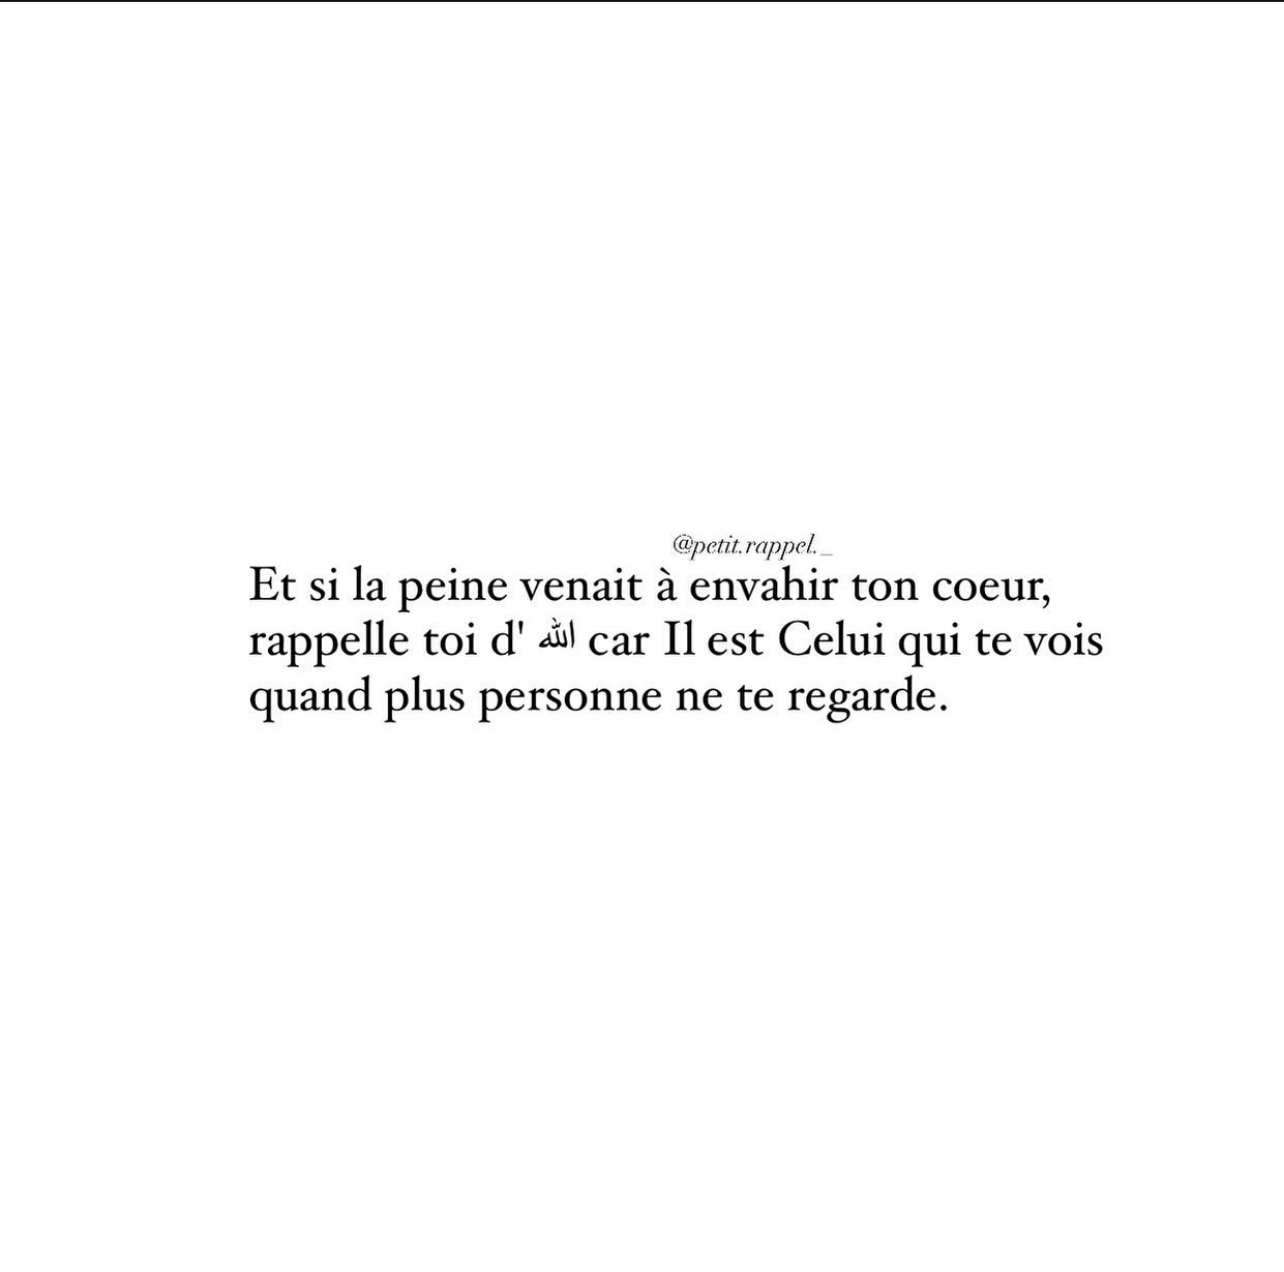 @petit.rappel._
Et si la peine venait à envahir ton coeur,
rappelle toi d' الله car Il est Celui qui te vois
quand plus personne ne te regarde.